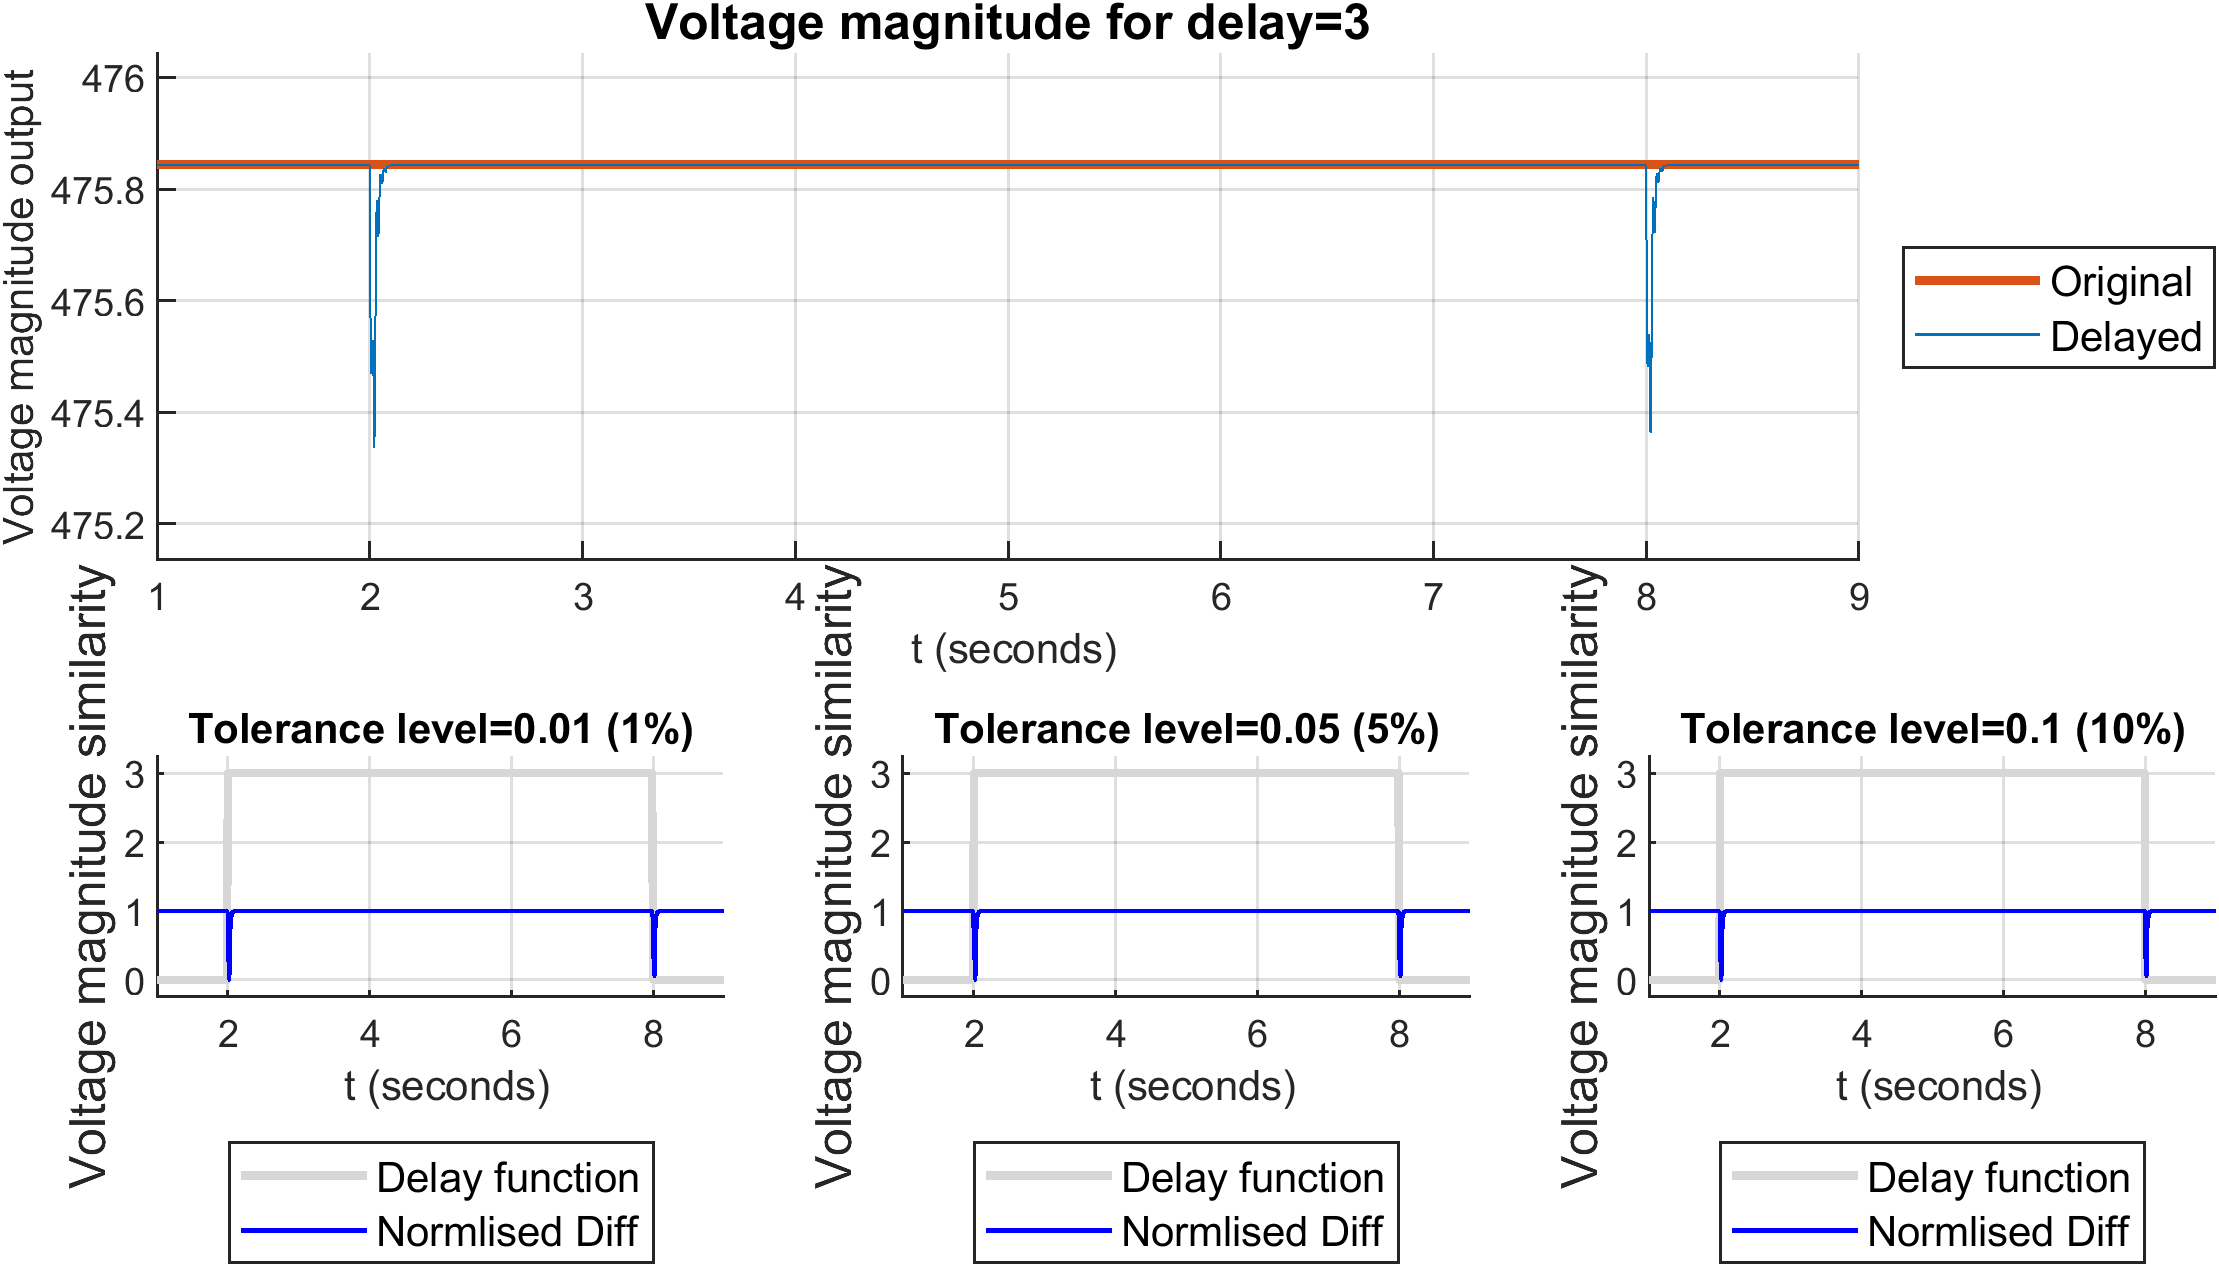 Voltage magnitude for delay=3
Voltage magnitude output
476
475.8
475.6
475.4
475.2
1 2 3 4 5 6 7 8 9
t (seconds)
Original
Delayed
Tolerance level=0.01 (1%)
Voltage magnitude similarity
3
2
1
0
2 4 6 8
t (seconds)
Delay function
Normlised Diff
Tolerance level=0.05 (5%)
Voltage magnitude similarity
3
2
1
0
2 4 6 8
t (seconds)
Delay function
Normlised Diff
Tolerance level=0.1 (10%)
Voltage magnitude similarity
3
2
1
0
2 4 6 8
t (seconds)
Delay function
Normlised Diff